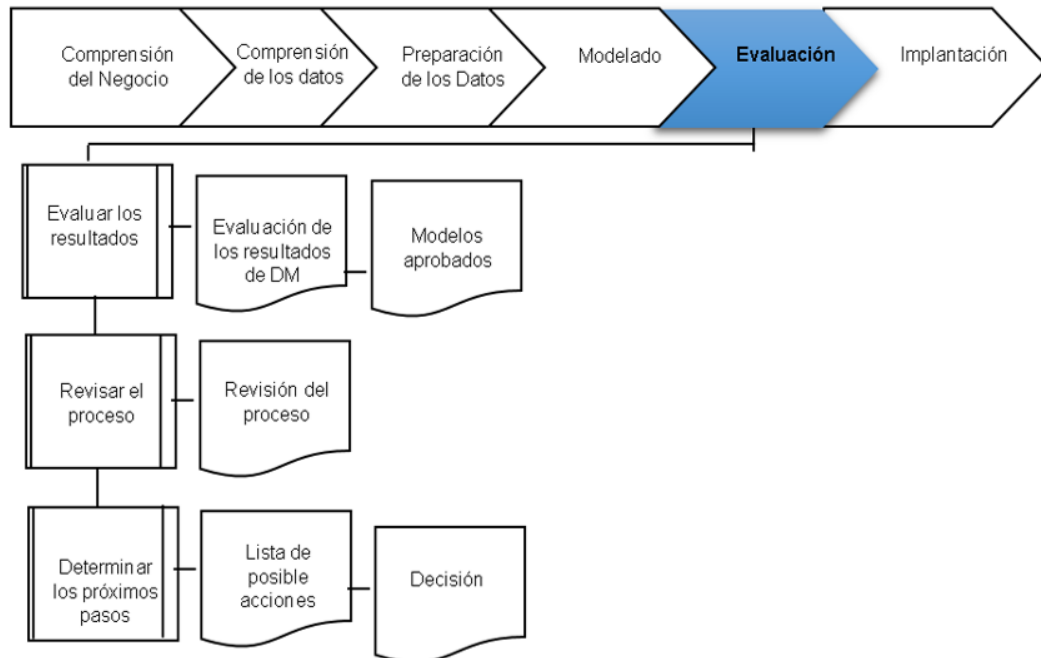 Comprensión
del Negocio
Comprensión
de los datos
Preparación
de los Datos
Modelado
Evaluación
Implantación
Evaluar los
resultados
Evaluación de
los resultados
de DM
Modelos
aprobados
Revisar el
proceso
Revisión del
proceso
Determinar
los próximos
pasos
Lista de
posible
acciones
Decisión